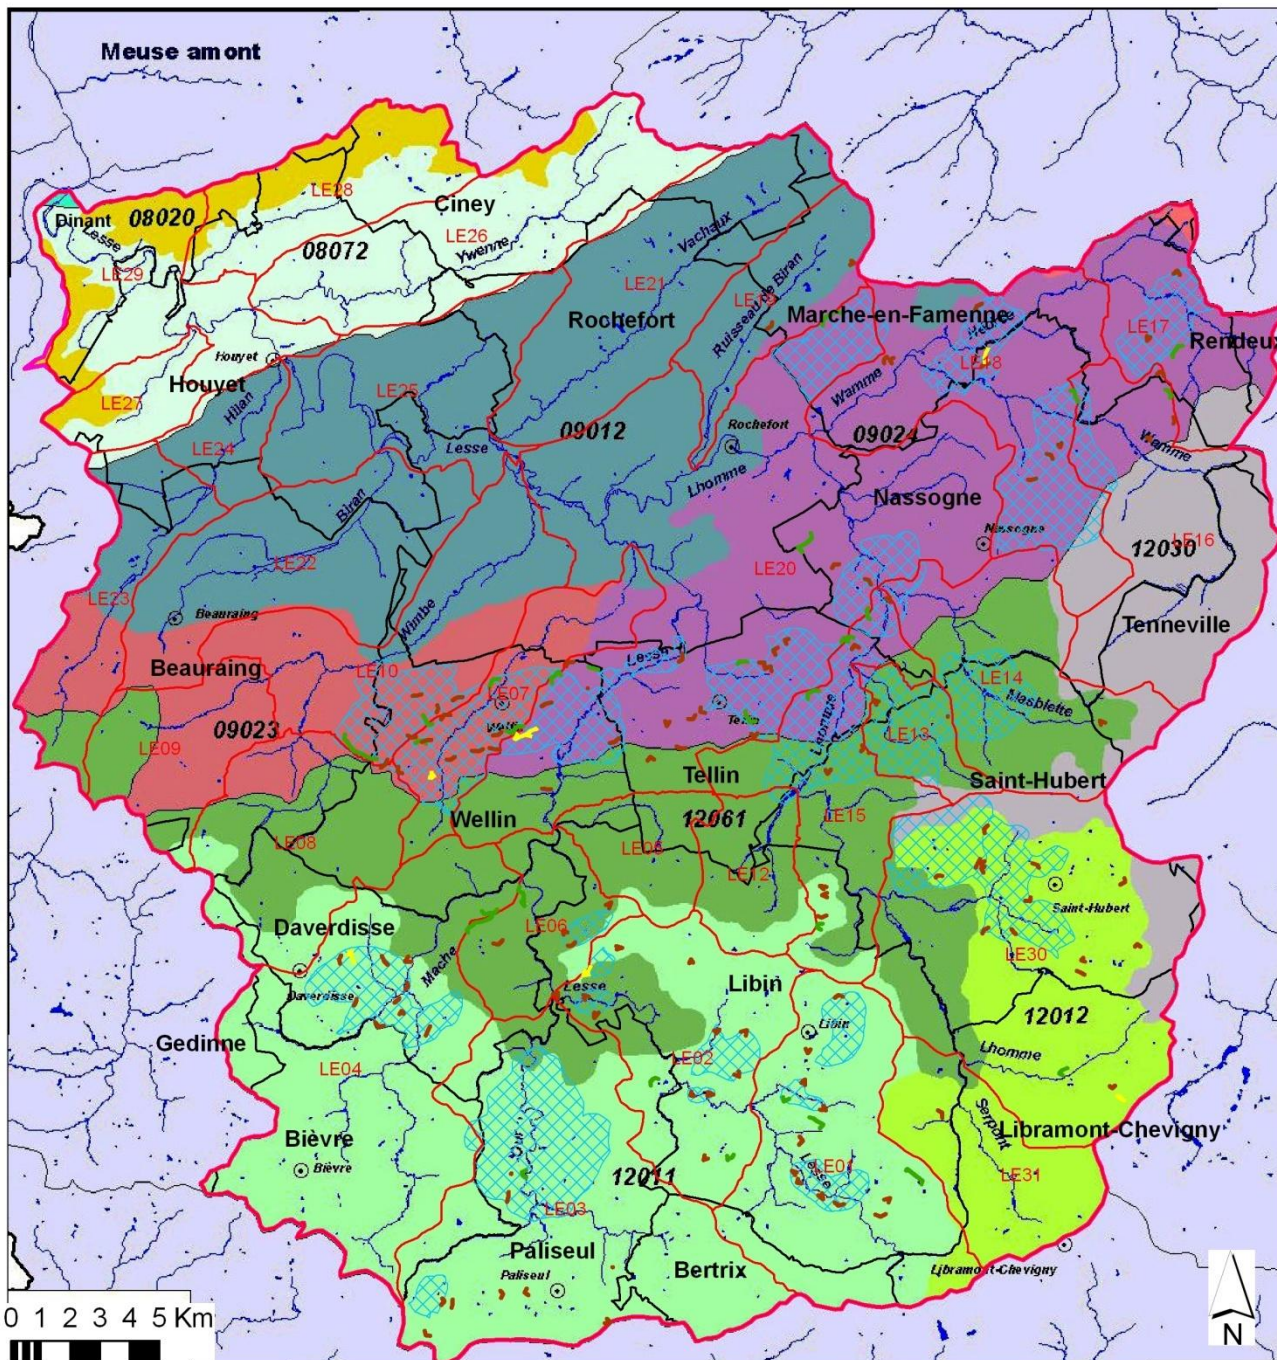 Meuse amont
LE28
Ciney
Dinant
08020
LE26
Lesse
08072
Ywenne
Vachaux
LE29
LE21
Ruisseau de Biran
Rochefort
Marche-en-Famenne
LE17
Rendeux
Houyet
LE18
Houyet
LE25
Wamme
LE27
Hilan
LE24
Lesse
09012
Rochefort
09024
Wamme
Lhomme
Nassogne
Biran
Nassogne
LE16
12030
LE22
LE20
LE23
Beauraing
Wimbe
Tenneville
Beauraing
LE10
Lesse
LE07
LE14
Masblette
Tellin
09023
LE09
Lhomme
LE13
Tellin
Saint-Hubert
Wellin
12061
LE15
LE08
LE05
LE12
Saint-Hubert
Daverdisse
LE06
LE30
Mache
Daverdisse
Lesse
Libin
Libin
12012
Gedinne
LE04
LE02
Lhomme
Serpont
Bièvre
Our
Libramont-Chevigny
Bièvre
12011
Lesse
LE01
LE31
LE03
Paliseul
Bertrix
Paliseul
Libramont-Chevigny
0 1 2 3 4 5 Km
N